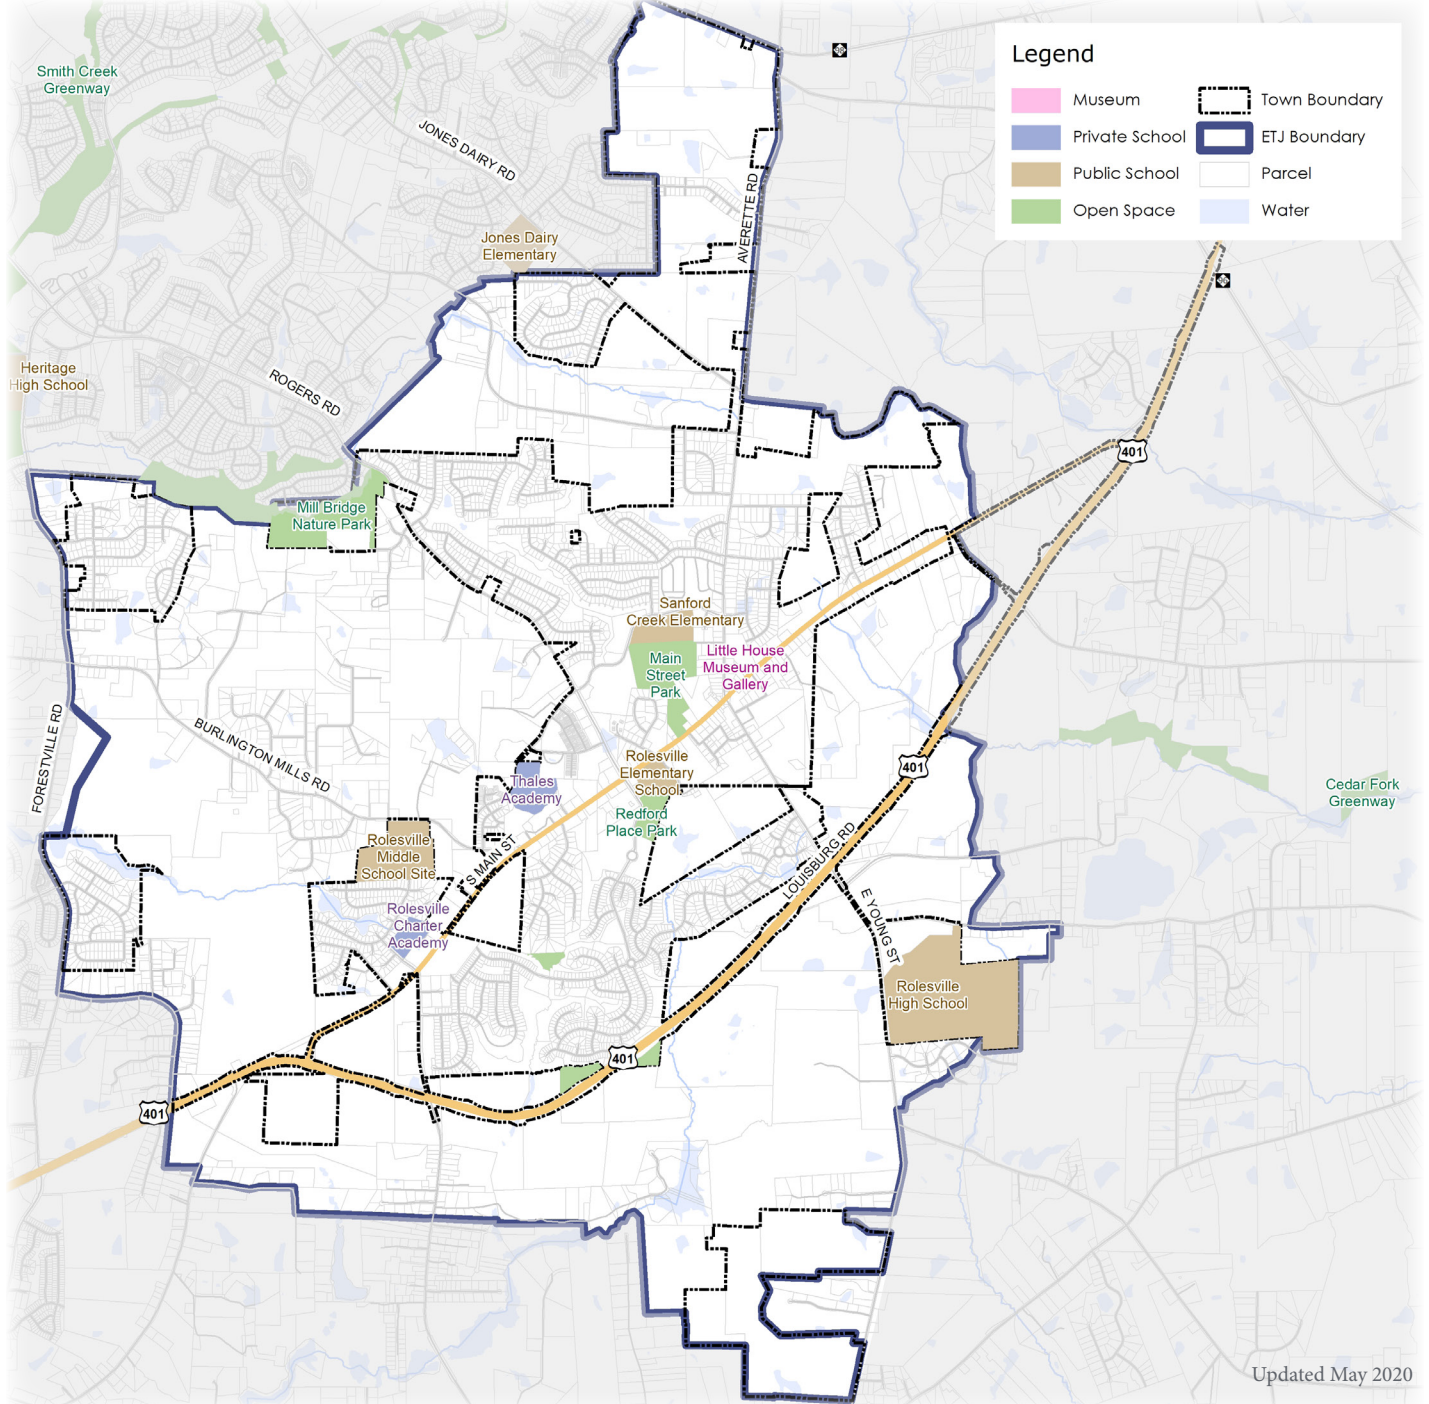 Legend
Museum
Private School
Public School
Open Space
Town Boundary
ETJ Boundary
Parcel
Water
Smith Creek
Greenway
JONES DAIRY RD
AVERETTE RD
Jones Dairy
Elementary
Heritage
High School
ROGERS RD
401
Mill Bridge
Nature Park
Sanford
Creek Elementary
Main
Street
Park
Little House
Museum and
Gallery
FORESTVILLE RD
BURLINGTON MILLS RD
401
Rolesville
Elementary
School
Thales
Academy
Redford
Place Park
Cedar Fork
Greenway
Rolesville
Middle
School Site
S MAIN ST
LOUISBURG RD
E YOUNG ST
Rolesville
Charter
Academy
Rolesville
High School
401
401
Updated May 2020